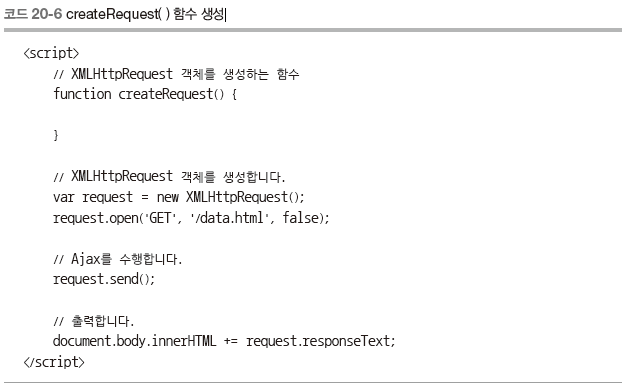 코드 20-6 createRequest( ) 함수 생성
<script>
// XMLHttpRequest 객체를 생성하는 함수
function createRequest() {
}
// XMLHttpRequest 객체를 생성합니다.
var request = new XMLHttpRequest();
request.open('GET', '/data.html', false);
// Ajax를 수행합니다.
request.send();
// 출력합니다.
document.body.innerHTML += request.responseText;
</script>